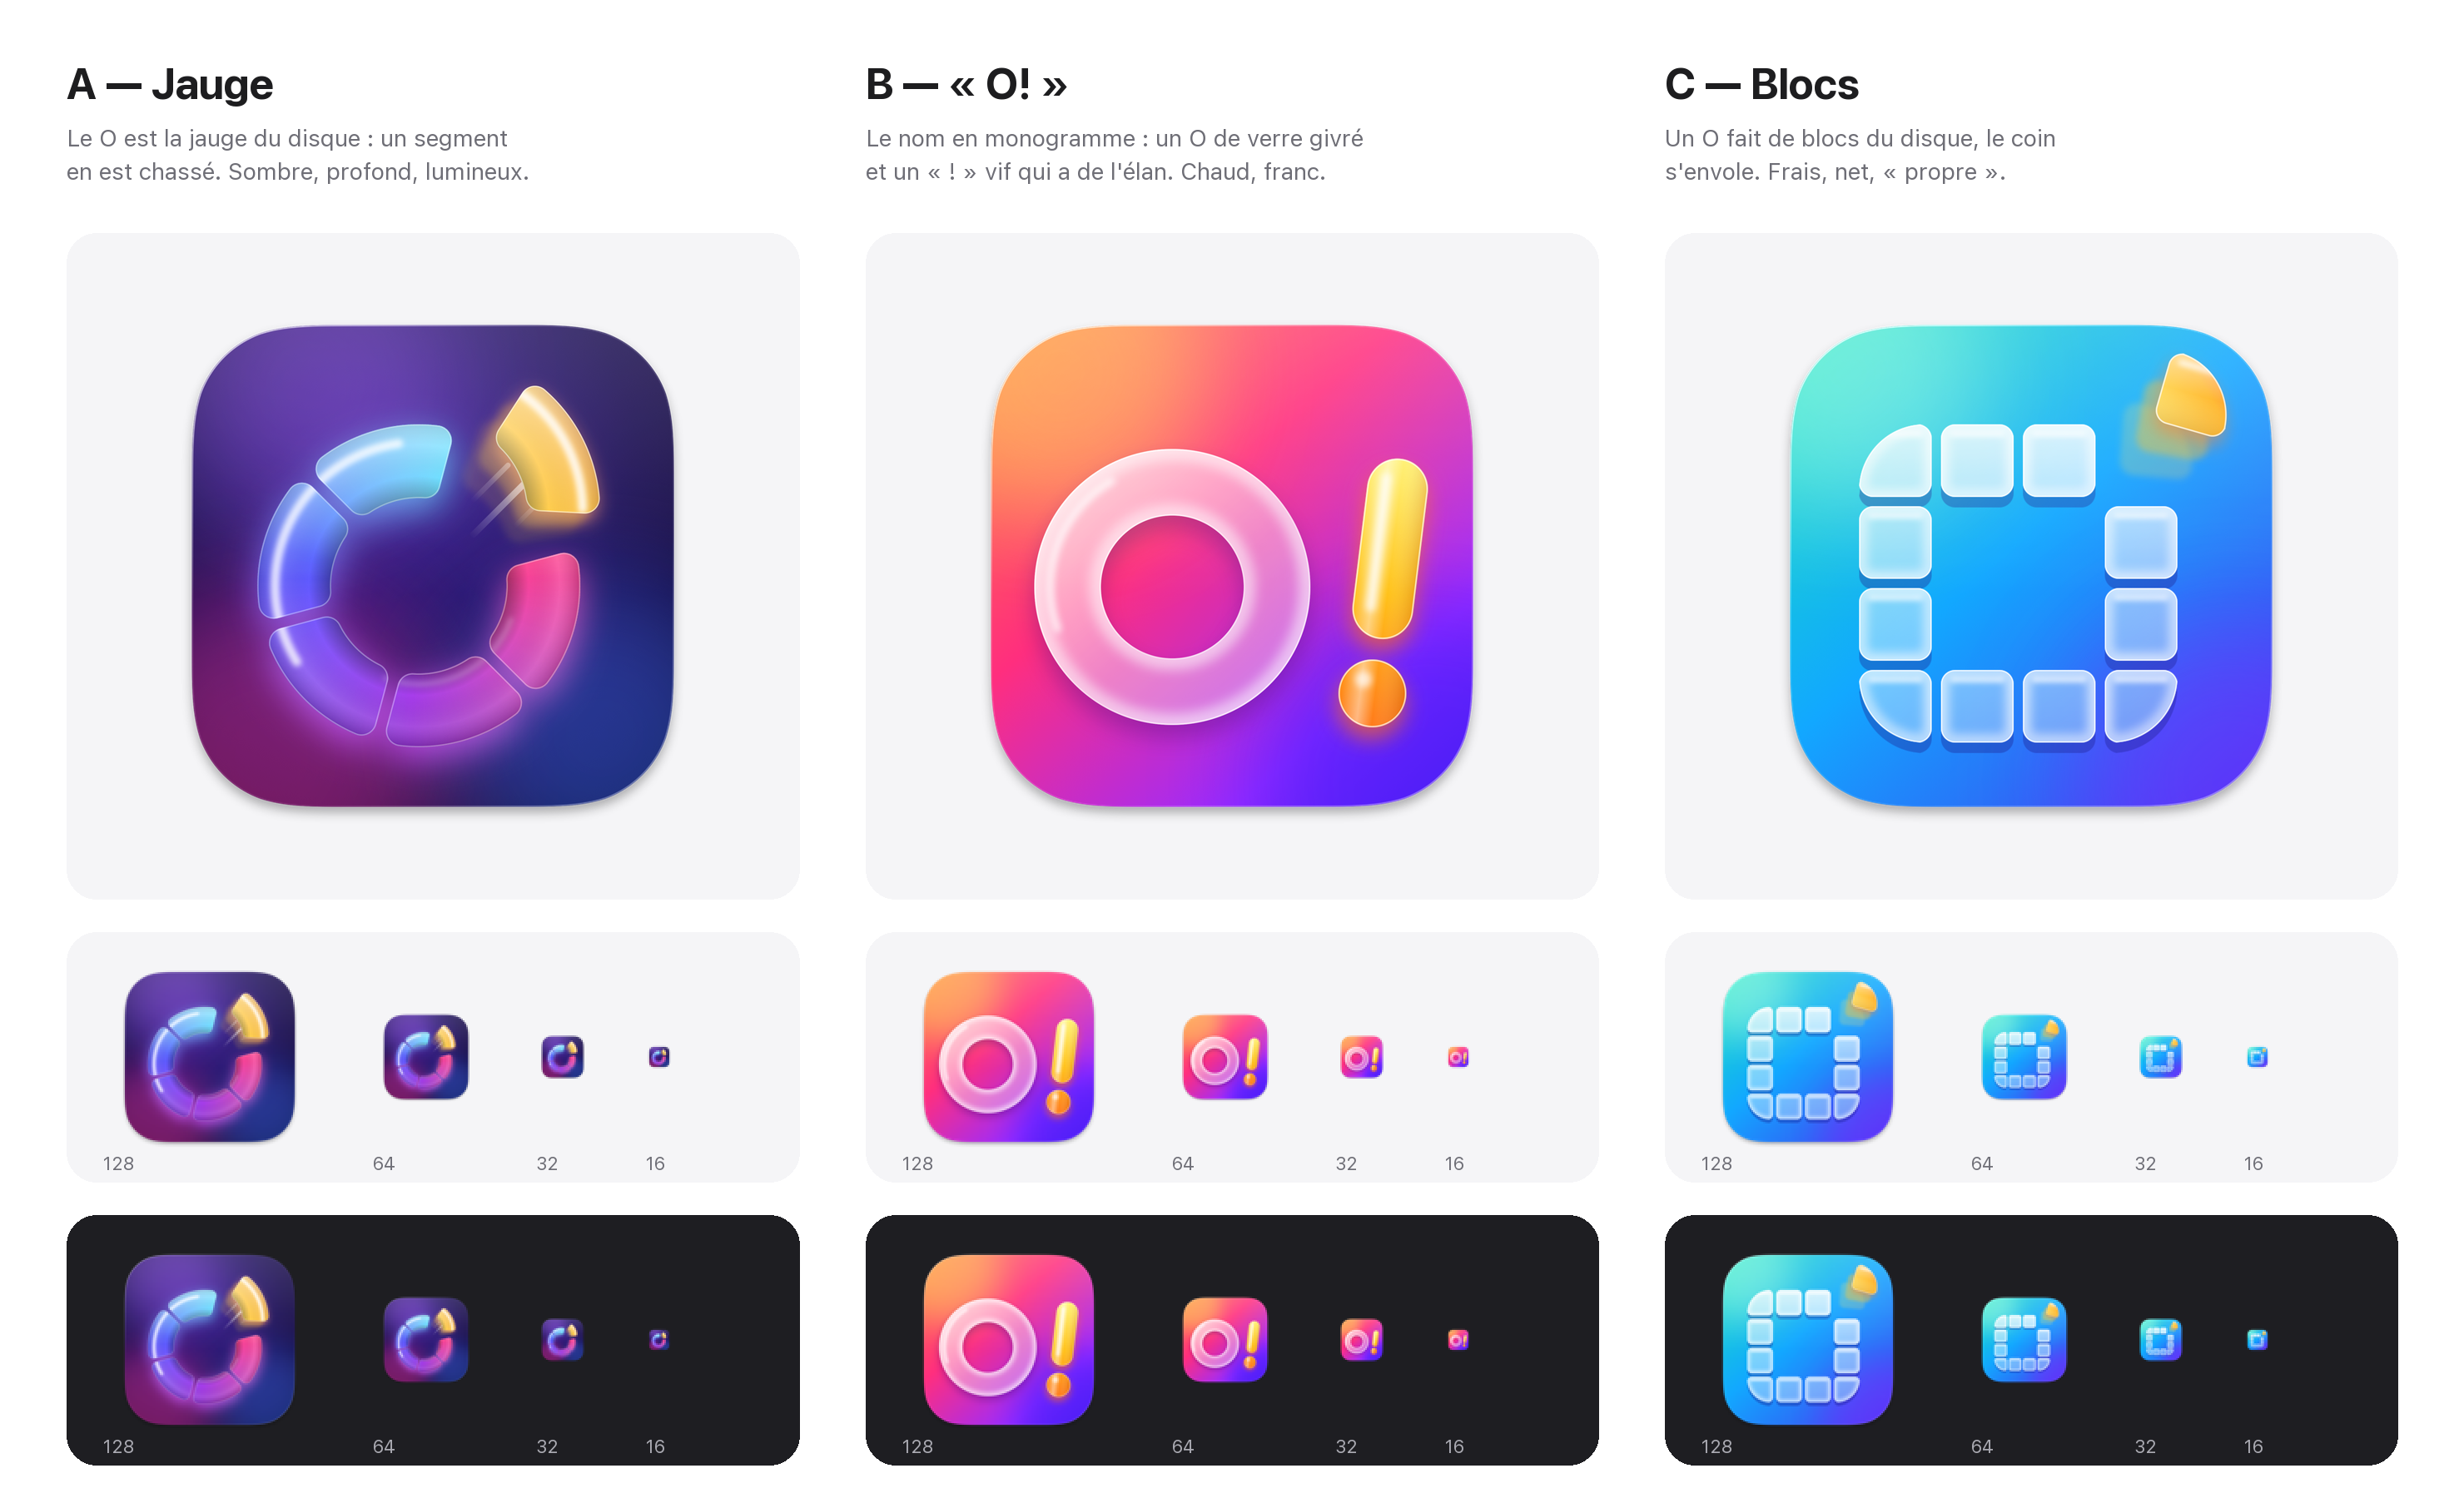 A — Jauge
Le O est la jauge du disque : un segment
en est chassé. Sombre, profond, lumineux.
B — « O! »
Le nom en monogramme : un O de verre givré
et un « ! » vif qui a de l'élan. Chaud, franc.
C — Blocs
Un O fait de blocs du disque, le coin
s'envole. Frais, net, « propre ».
O!
128 64 32 16
128 64 32 16
128 64 32 16
128 64 32 16
128 64 32 16
128 64 32 16